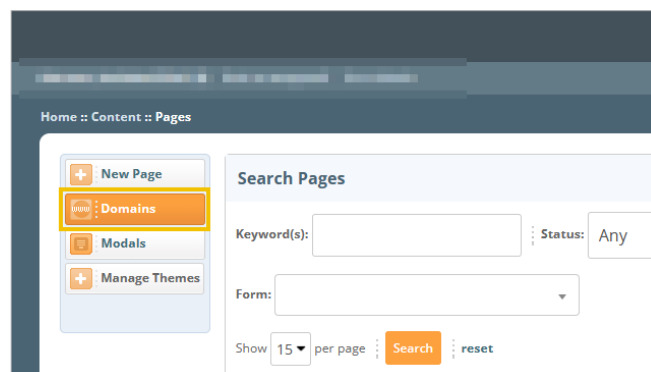 Home :: Content :: Pages
New Page
www Domains
Modals
Manage Themes
Search Pages
Keyword(s):
Status: Any
Form:
Show 15 per page Search reset